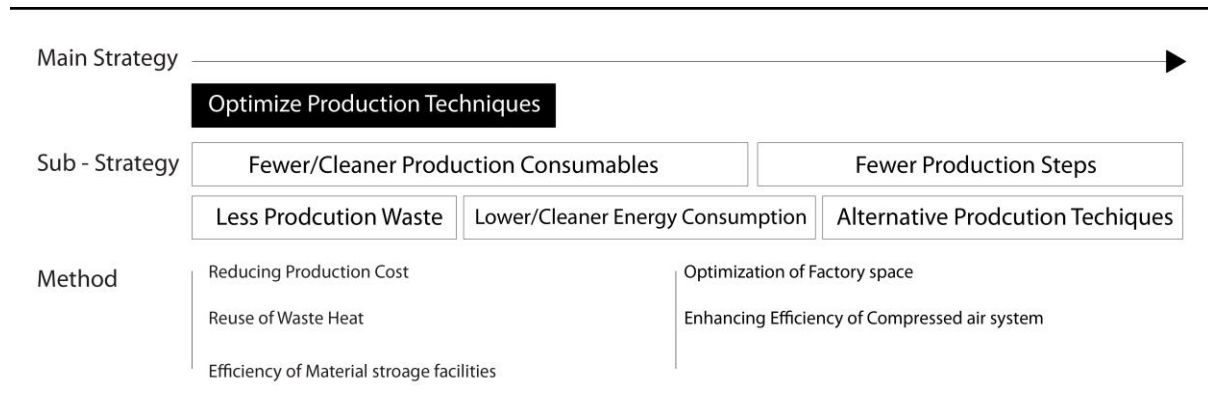 Main Strategy
Optimize Production Techniques
Sub - Strategy
Fewer/Cleaner Production Consumables
Fewer Production Steps
Less Prodcution Waste
Lower/Cleaner Energy Consumption
Alternative Prodcution Techiques
Method
Reducing Production Cost
Reuse of Waste Heat
Efficiency of Material stroage facilities
Optimization of Factory space
Enhancing Efficiency of Compressed air system